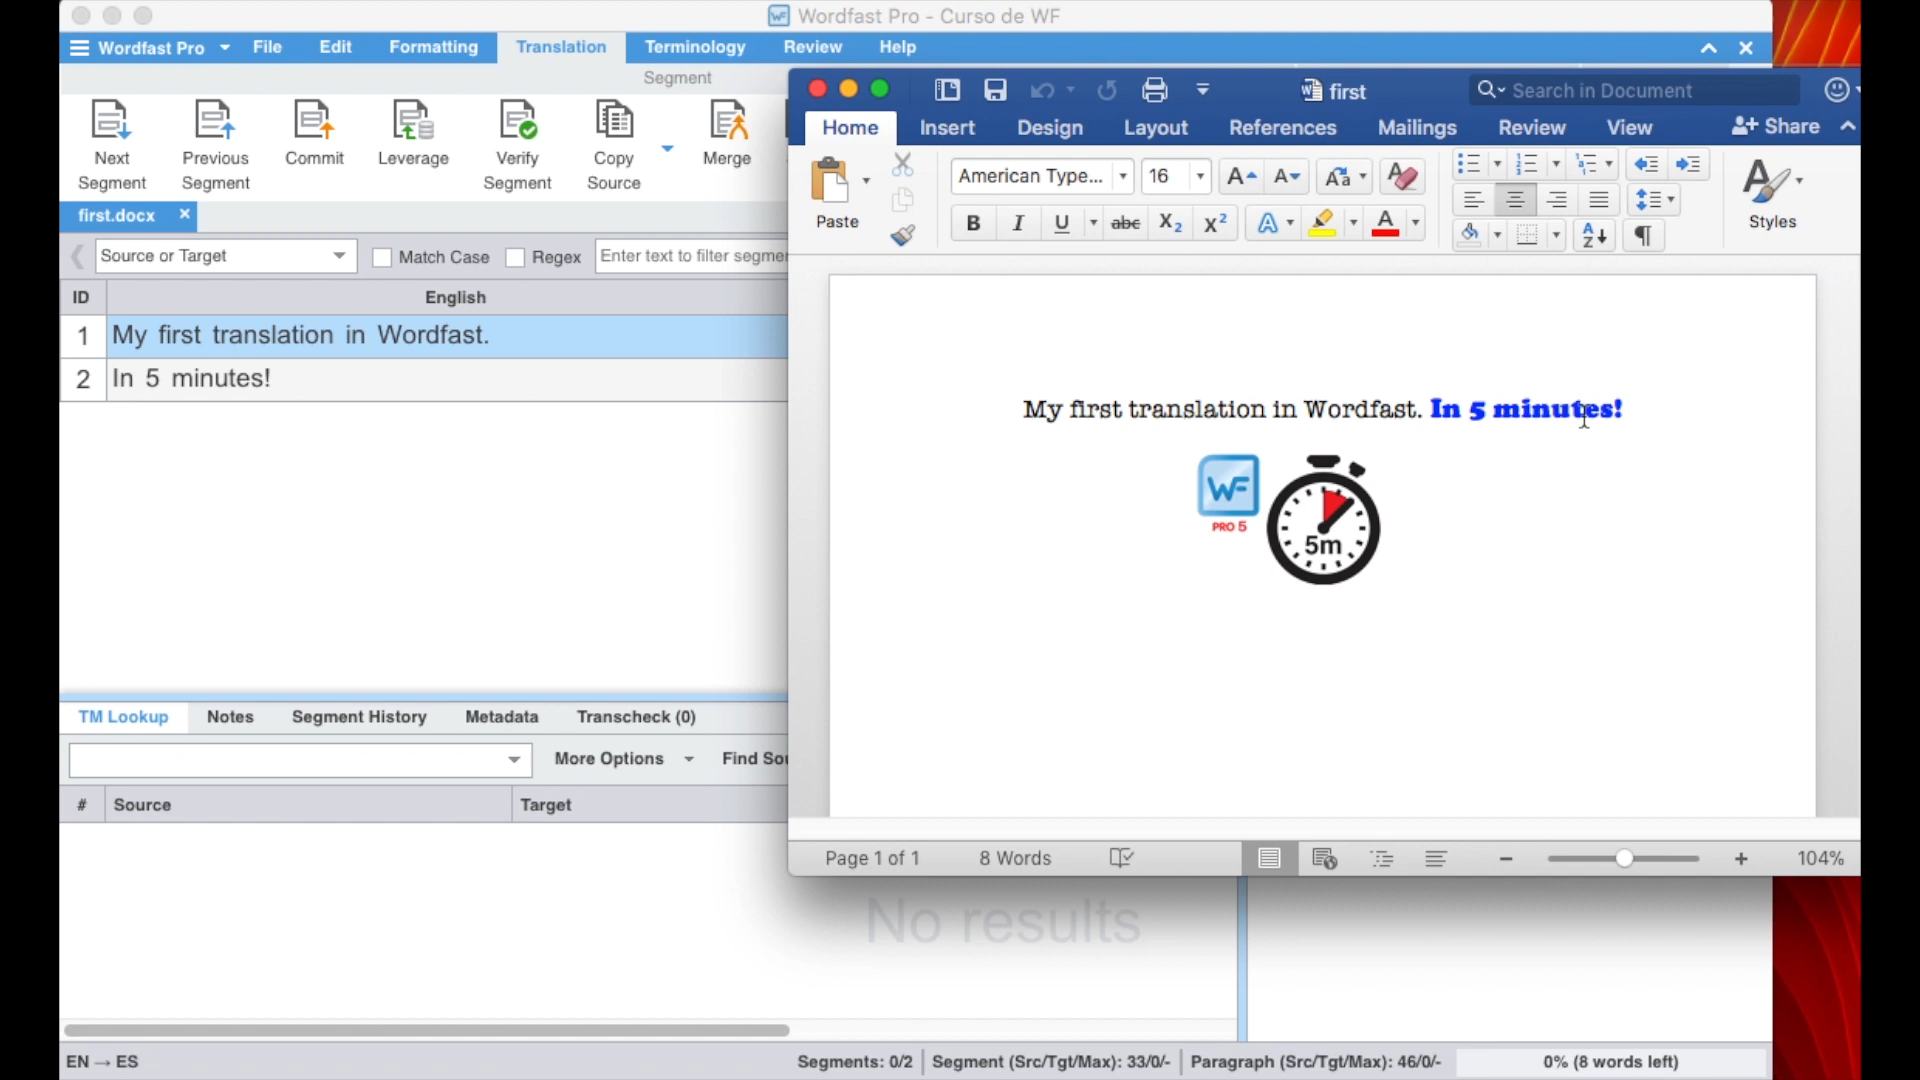 Wordfast Pro - Curso de WF
Wordfast Pro File Edit Formatting Translation Terminology Review Help
Segment
Next Segment
Previous Segment
Commit
Leverage
Verify Segment
Copy Source
Merge
first.docx
Source or Target
Match Case
Regex
Enter text to filter
ID English
1 My first translation in Wordfast.
2 In 5 minutes!
TM Lookup Notes Segment History Metadata Transcheck (0)
More Options Find
# Source Target
No results
EN → ES
Segments: 0/2 Segment (Src/Tgt/Max): 33/0/- Paragraph (Src/Tgt/Max): 46/0/- 0% (8 words left)
first
Search in Document
Home Insert Design Layout References Mailings Review View Share
Paste
American Type... 16
B I U abc X2 X2
Styles
My first translation in Wordfast. In 5 minutes!
WF
PRO 5
5m
Page 1 of 1 8 Words 104%